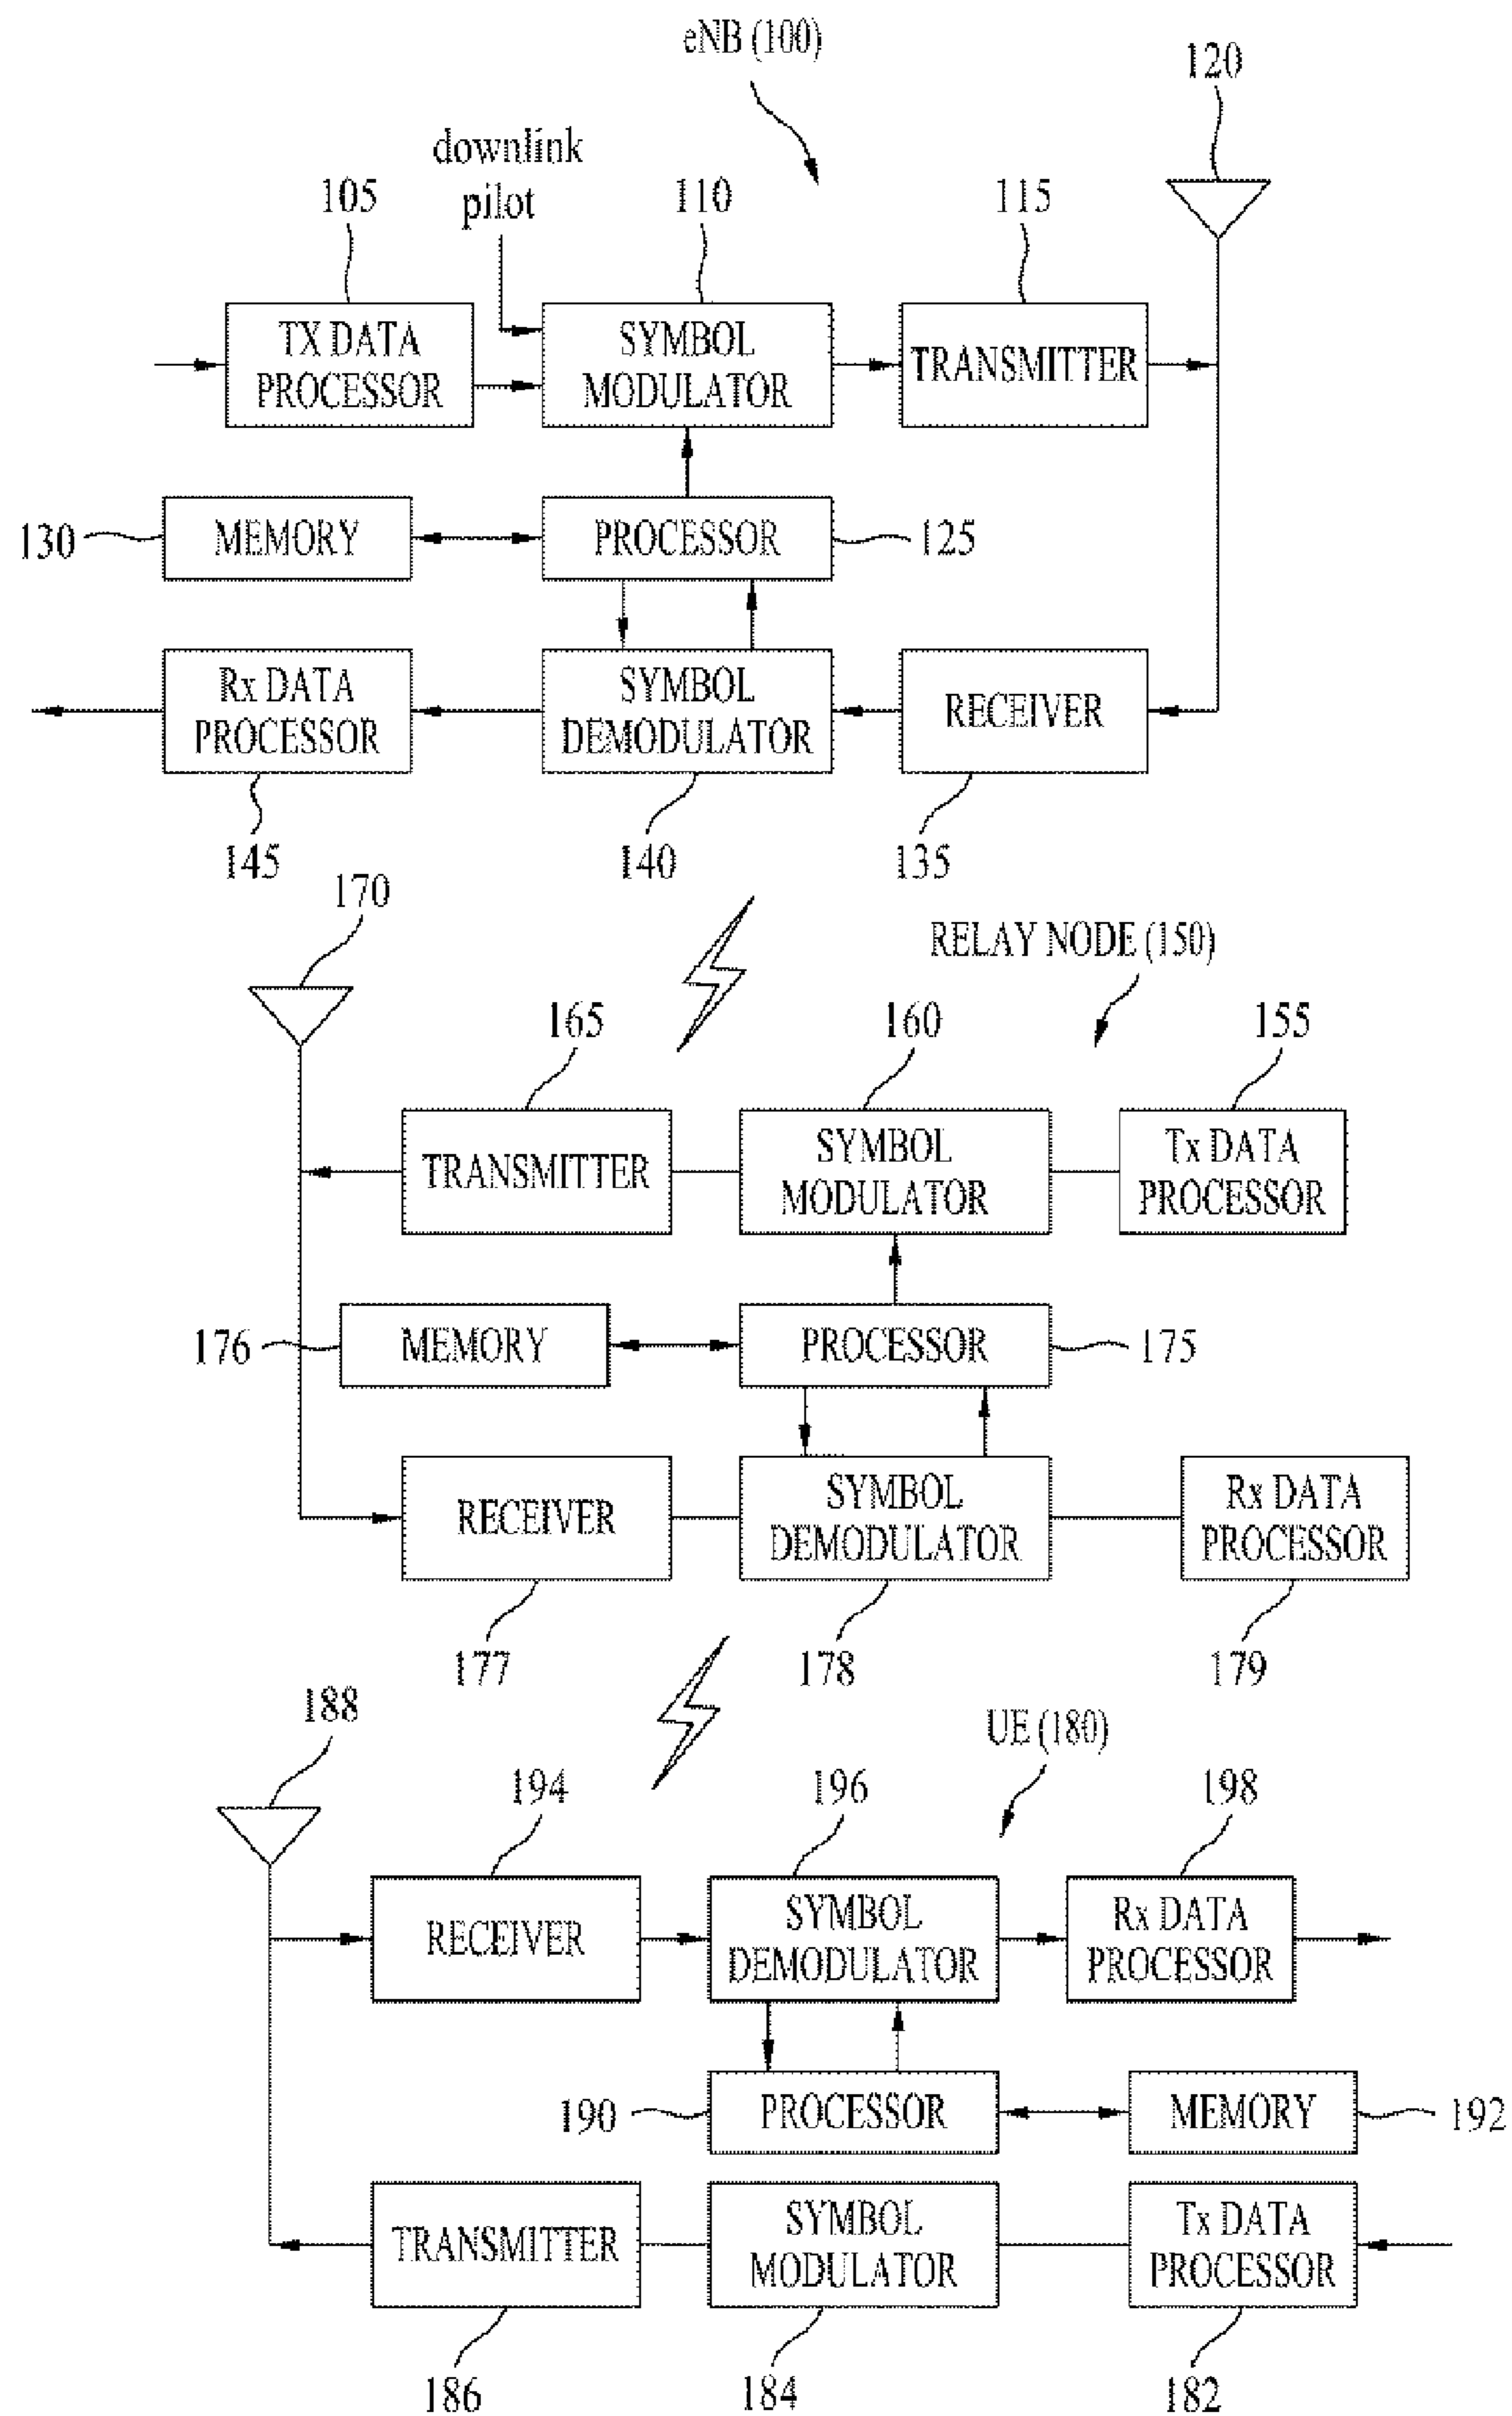 eNB (100)
120
downlink
pilot
105
110
115
TX DATA
PROCESSOR
SYMBOL
MODULATOR
TRANSMITTER
130
MEMORY
PROCESSOR
125
Rx DATA
PROCESSOR
SYMBOL
DEMODULATOR
RECEIVER
145
140
135
170
RELAY NODE (150)
165
160
155
TRANSMITTER
SYMBOL
MODULATOR
Tx DATA
PROCESSOR
176
MEMORY
PROCESSOR
175
RECEIVER
SYMBOL
DEMODULATOR
Rx DATA
PROCESSOR
177
178
179
188
UE (180)
194
196
198
RECEIVER
SYMBOL
DEMODULATOR
Rx DATA
PROCESSOR
190
PROCESSOR
MEMORY
192
TRANSMITTER
SYMBOL
MODULATOR
Tx DATA
PROCESSOR
186
184
182